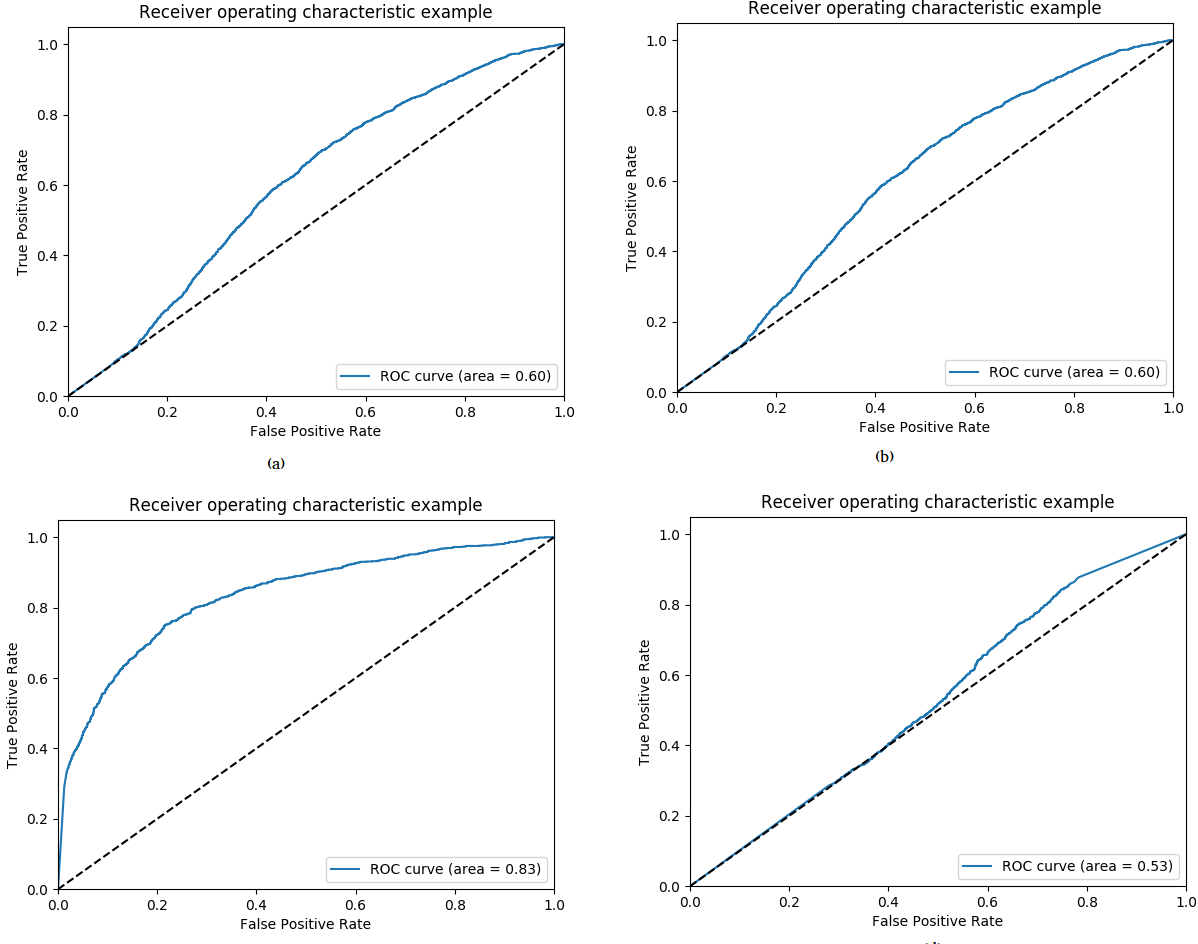 Receiver operating characteristic example
1.0
0.8
0.6
0.4
0.2
0.0
True Positive Rate
ROC curve (area = 0.60)
0.0 0.2 0.4 0.6 0.8 1.0
False Positive Rate
(a)
Receiver operating characteristic example
1.0
0.8
0.6
0.4
0.2
0.0
True Positive Rate
ROC curve (area = 0.60)
0.0 0.2 0.4 0.6 0.8 1.0
False Positive Rate
(b)
Receiver operating characteristic example
1.0
0.8
0.6
0.4
0.2
0.0
True Positive Rate
ROC curve (area = 0.83)
0.0 0.2 0.4 0.6 0.8 1.0
False Positive Rate
Receiver operating characteristic example
1.0
0.8
0.6
0.4
0.2
0.0
True Positive Rate
ROC curve (area = 0.53)
0.0 0.2 0.4 0.6 0.8 1.0
False Positive Rate